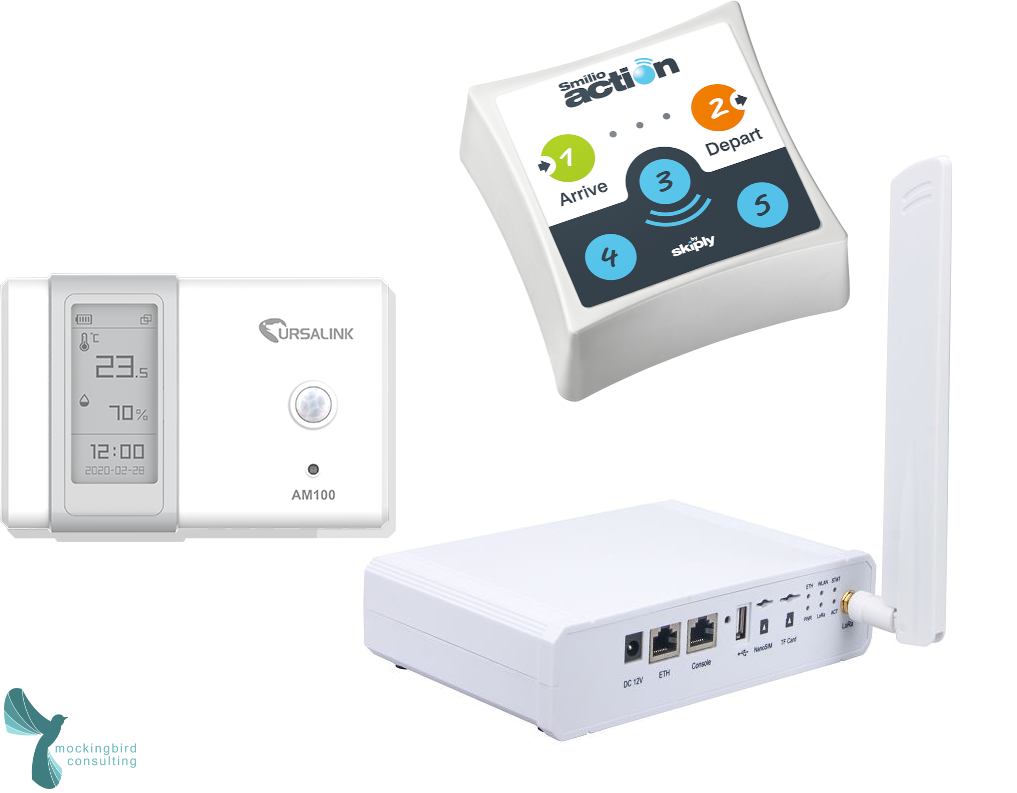 Smilio
action
1
2
Arrive
Depart
3
4
5
by
skiply
°C
23.5
70%
12:00
2020-02-28
URSALINK
AM100
ETH WLAN STAT
PWR LoRa ACT
LoRa
DC 12V
ETH
Console
NanoSIM
TF Card
mockingbird
consulting